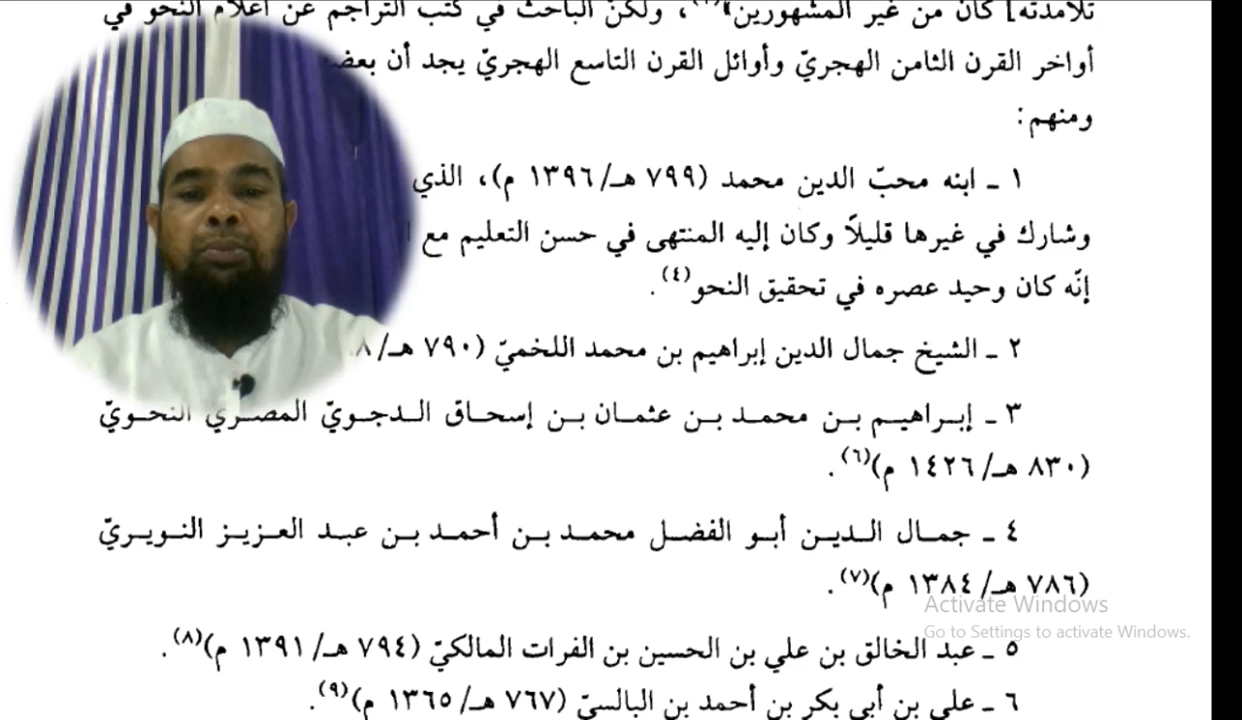 تلامذته] كان من غير المشهورين»، ولكن الباحث في كتب التراجم عن أعلام النحو في
أواخر القرن الثامن الهجريّ وأوائل القرن التاسع الهجريّ يجد أن
ومنهم:
١ ـ ابنه محبّ الدين محمد (٧٩٩ هـ/١٣٩٦ م)، الذي
وشارك في غيرها قليلاً وكان إليه المنتهى في حسن التعليم مع
إنّه كان وحيد عصره في تحقيق النحو(٤).
٢ ـ الشيخ جمال الدين إبراهيم بن محمد اللخميّ (٧٩٠ هـ/
٣ ـ إبراهيم بن محمد بن عثمان بن إسحاق الدجويّ المصري النحويّ
(٨٣٠ هـ/١٤٢٦ م)(٦).
٤ ـ جمال الدين أبو الفضل محمد بن أحمد بن عبد العزيز النويريّ
(٧٨٦ هـ/١٣٨٤ م)(٧).
Activate Windows
Go to Settings to activate Windows.
٥ ـ عبد الخالق بن علي بن الحسين بن الفرات المالكيّ (٧٩٤ هـ/١٣٩١ م)(٨).
٦ ـ علي بن أبي بكر بن أحمد بن البالسيّ (٧٦٧ هـ/١٣٦٥ م)(٩).